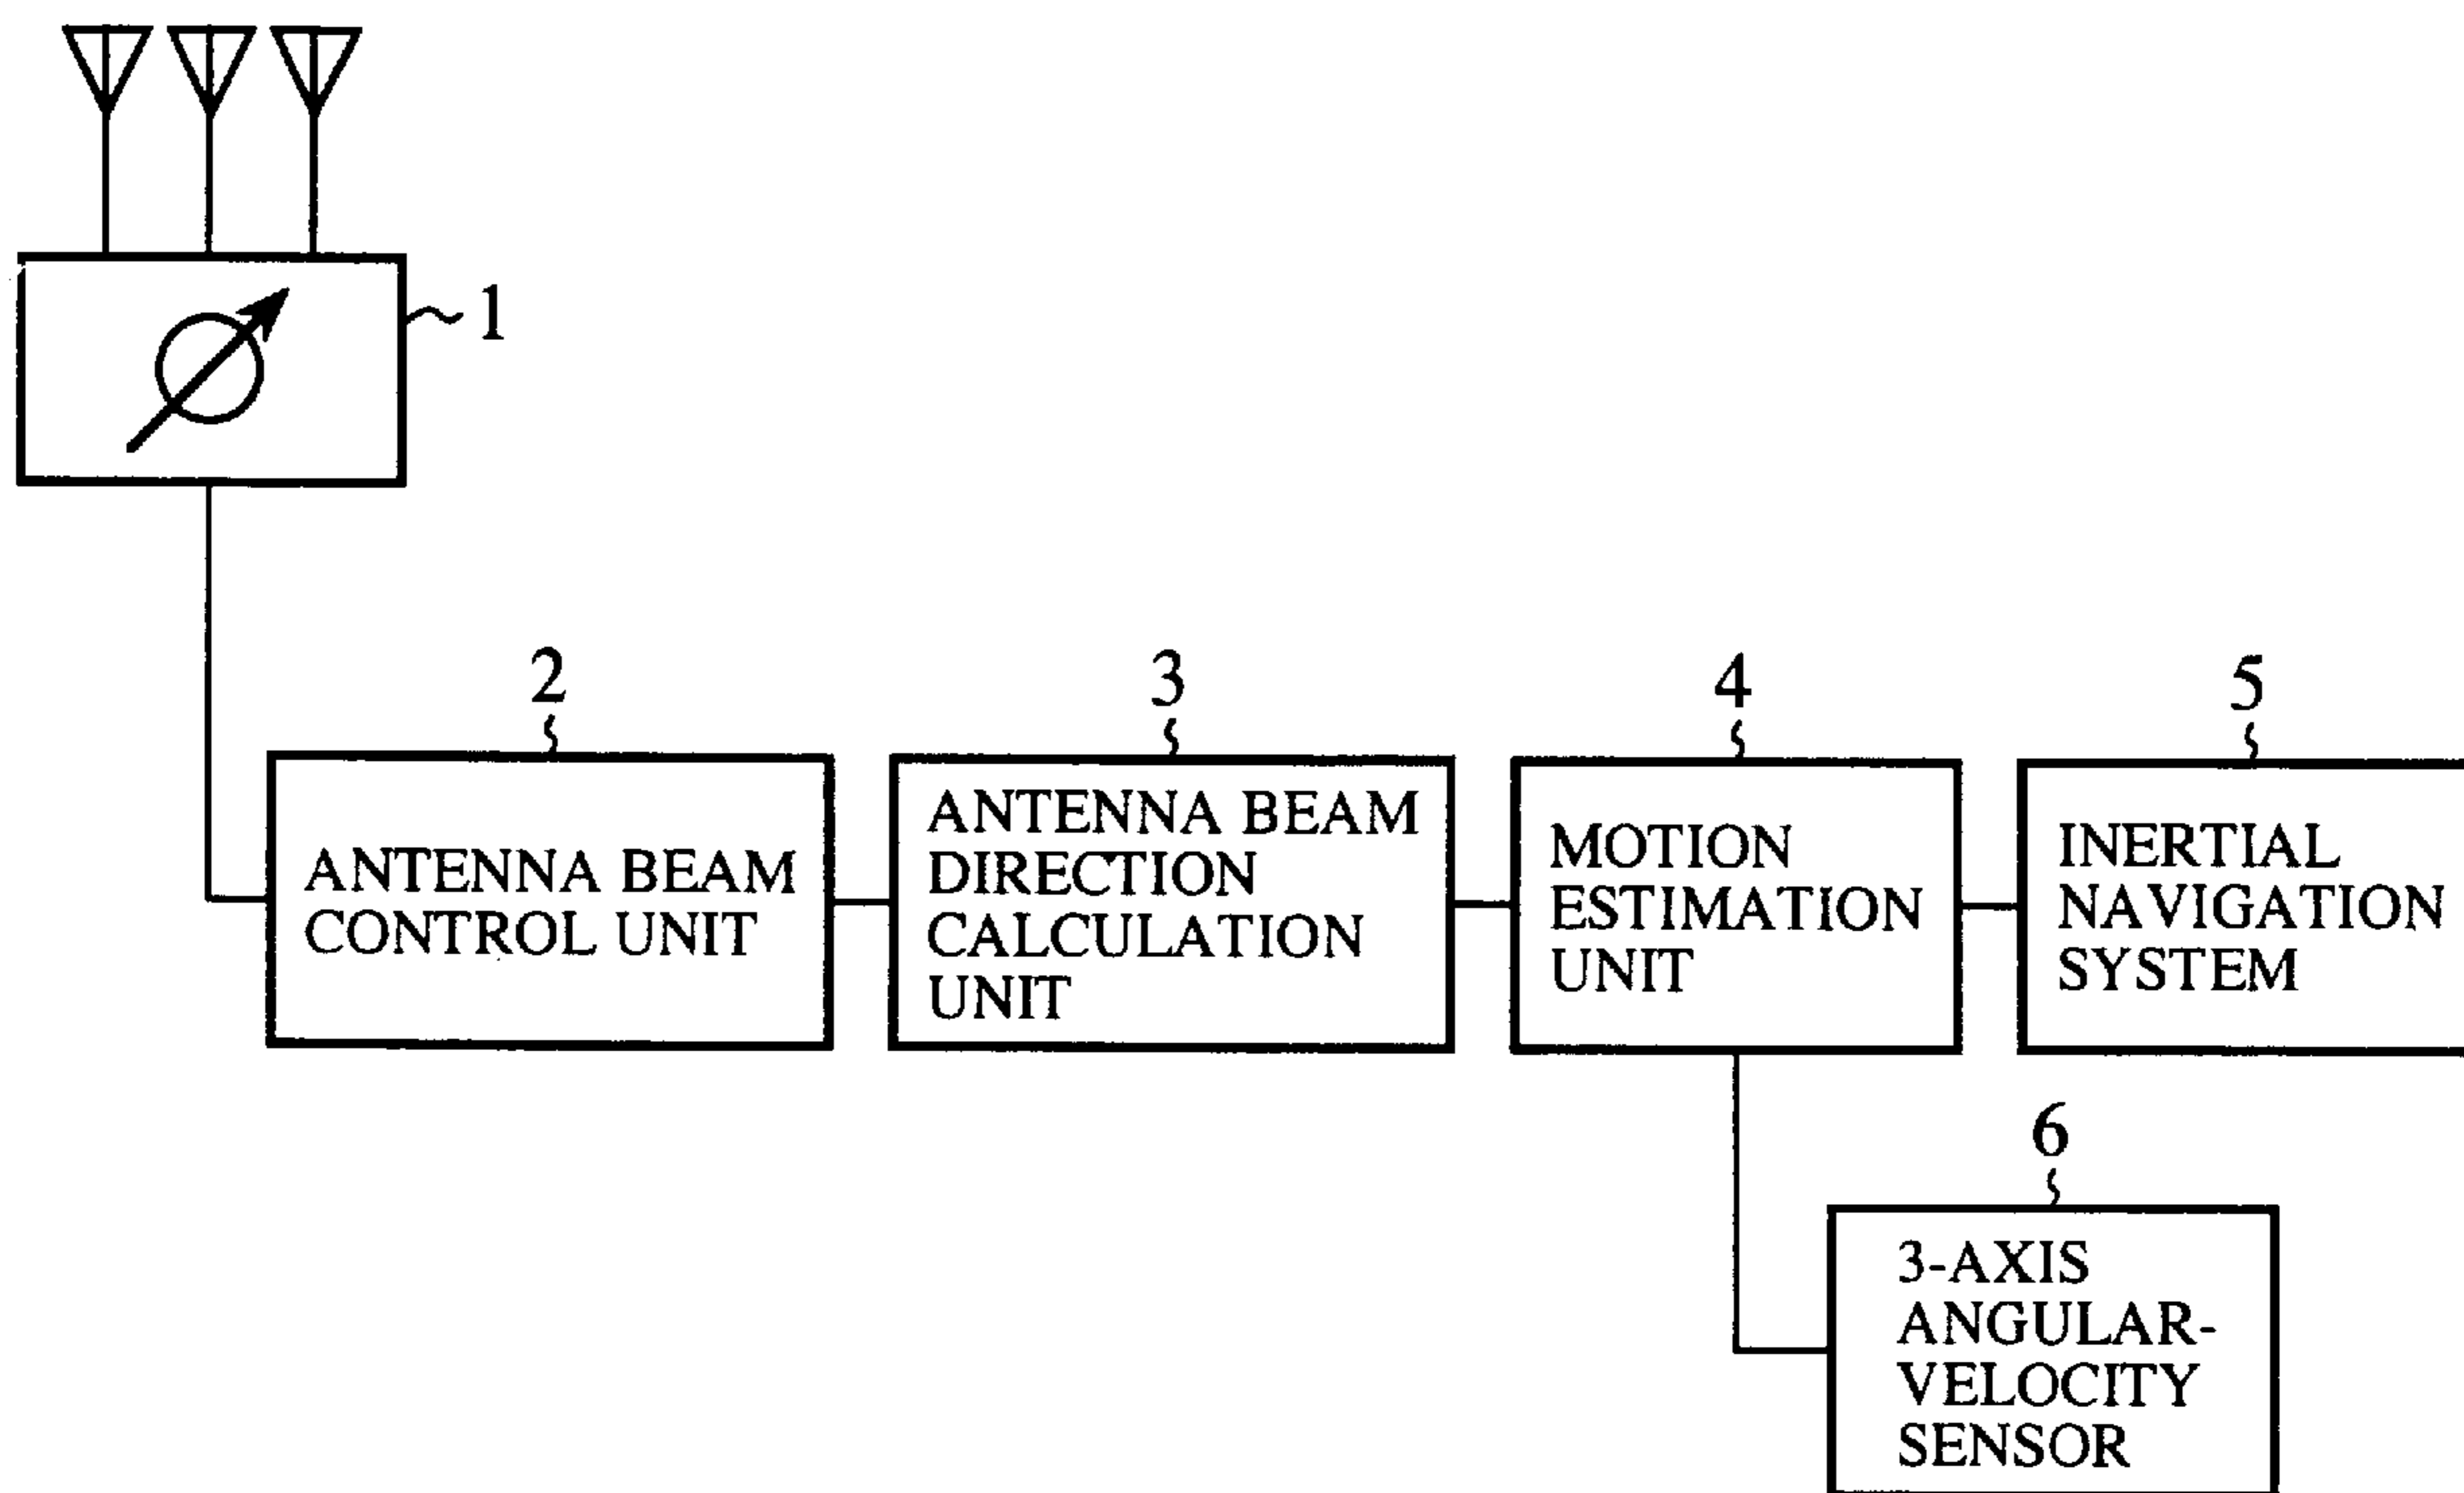 1
2
3
4
5
ANTENNA BEAM
CONTROL UNIT
ANTENNA BEAM
DIRECTION
CALCULATION
UNIT
MOTION
ESTIMATION
UNIT
INERTIAL
NAVIGATION
SYSTEM
6
3-AXIS
ANGULAR-
VELOCITY
SENSOR